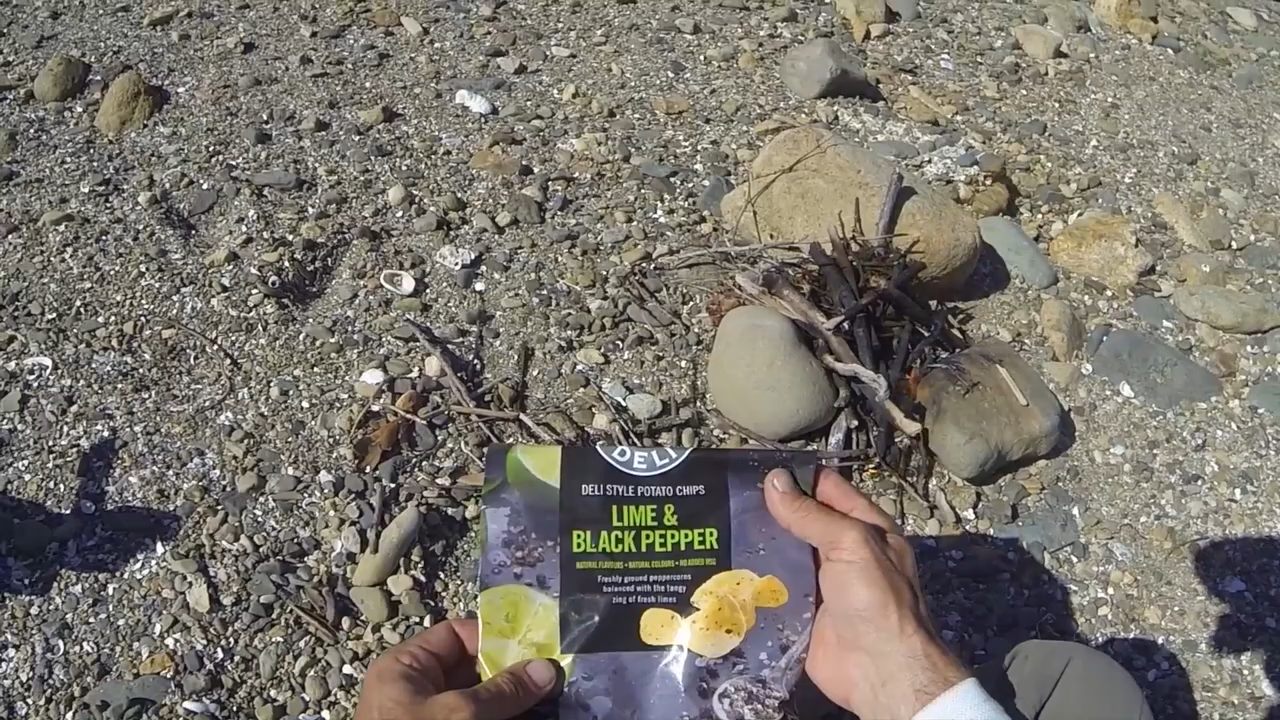 DELI
DELI STYLE POTATO CHIPS
LIME &
BLACK PEPPER
NATURAL FLAVOURS • NATURAL COLOURS • NO ADDED MSG
Freshly ground peppercorns
balanced with the tangy
zing of fresh limes